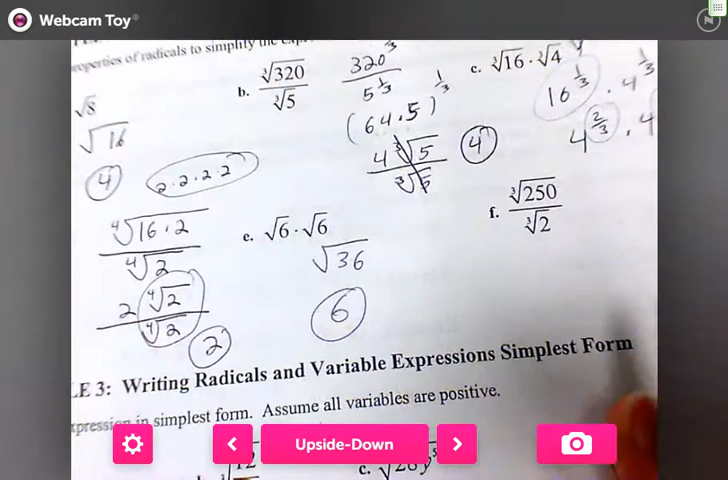 Webcam Toy
properties of radicals to simplify the
b. ∛320 / ∛5
320^3 / 5^1/3
(64.5)^1/3
4∛5 / ∛5
4
c. ∛16 · ∛4
16^1/3 · 4^1/3
4^2/3 · 4
√8
√16
4
2·2·2·2
∜16·2 / ∜2
2∜2 / ∜2
2
e. √6 · √6
√36
6
f. ∛250 / ∛2
LE 3: Writing Radicals and Variable Expressions Simplest Form
expression in simplest form. Assume all variables are positive.
Upside-Down
c.